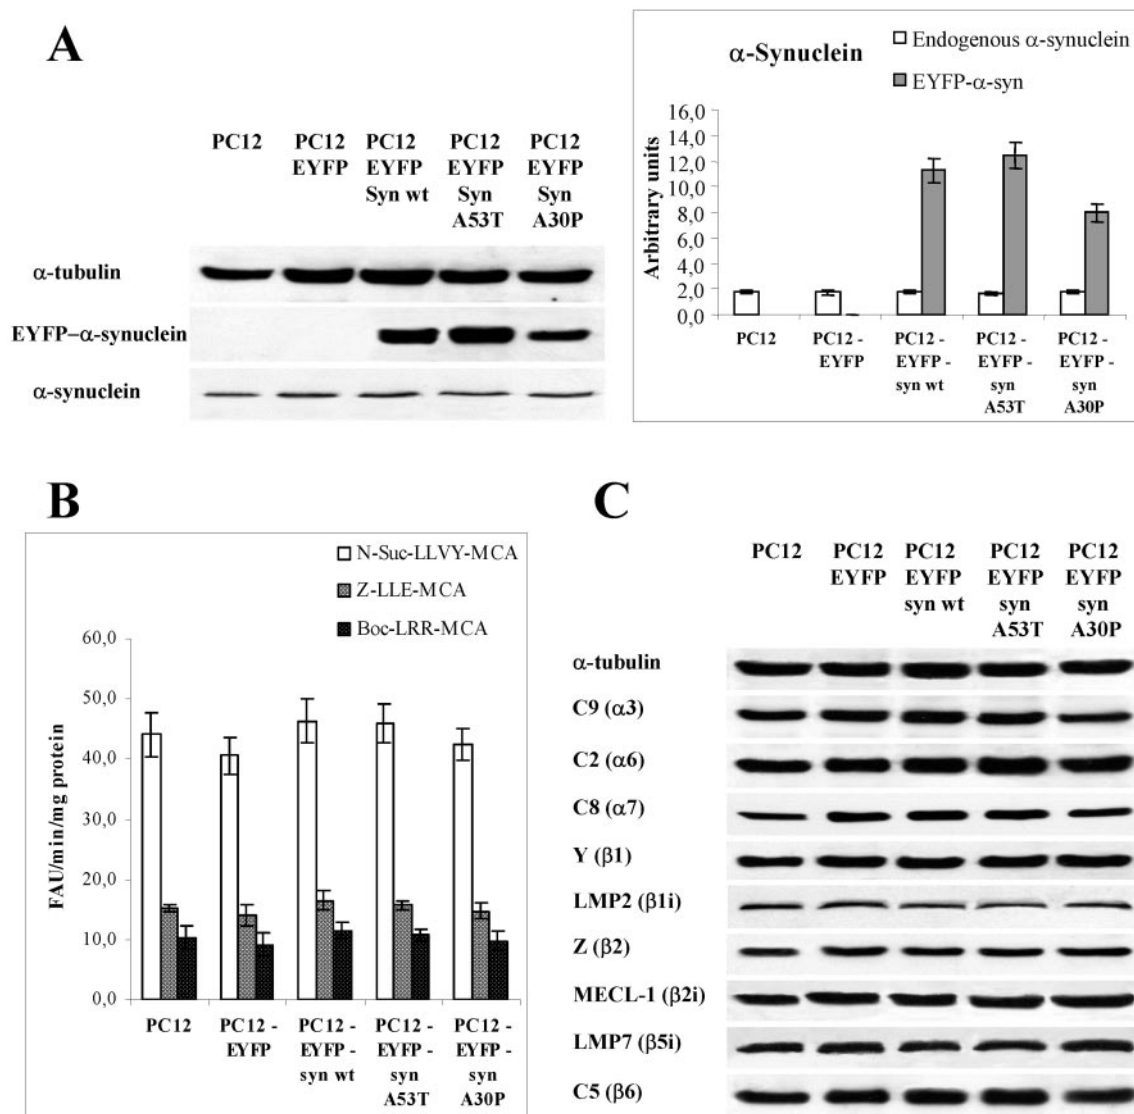 A
PC12
PC12
EYFP
PC12
EYFP
Syn wt
PC12
EYFP
Syn
A53T
PC12
EYFP
Syn
A30P
α-tubulin
EYFP–α-synuclein
α-synuclein
α-Synuclein
Endogenous α-synuclein
EYFP-α-syn
Arbitrary units
16,0
14,0
12,0
10,0
8,0
6,0
4,0
2,0
0,0
PC12
PC12 -
EYFP
PC12 -
EYFP -
syn wt
PC12 -
EYFP -
syn
A53T
PC12 -
EYFP -
syn
A30P
B
N-Suc-LLVY-MCA
Z-LLE-MCA
Boc-LRR-MCA
FAU/min/mg protein
60,0
50,0
40,0
30,0
20,0
10,0
0,0
PC12
PC12 -
EYFP
PC12 -
EYFP -
syn wt
PC12 -
EYFP -
syn
A53T
PC12 -
EYFP -
syn
A30P
C
PC12
PC12
EYFP
PC12
EYFP
syn wt
PC12
EYFP
syn
A53T
PC12
EYFP
syn
A30P
α-tubulin
C9 (α3)
C2 (α6)
C8 (α7)
Y (β1)
LMP2 (β1i)
Z (β2)
MECL-1 (β2i)
LMP7 (β5i)
C5 (β6)